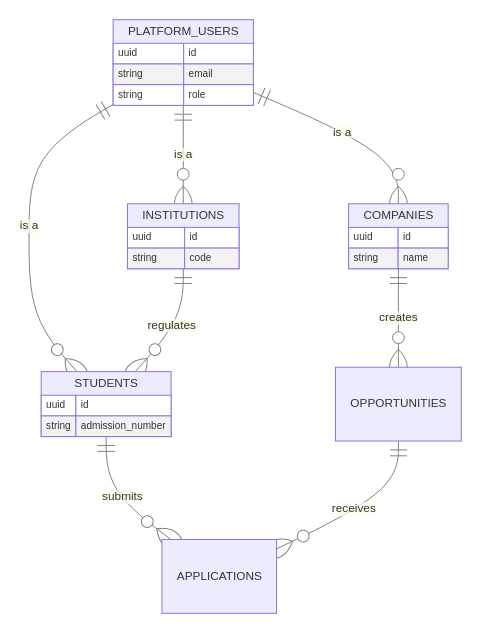 PLATFORM_USERS
uuid id
string email
string role
is a
is a
is a
INSTITUTIONS
uuid id
string code
COMPANIES
uuid id
string name
regulates
creates
STUDENTS
uuid id
string admission_number
OPPORTUNITIES
submits
receives
APPLICATIONS